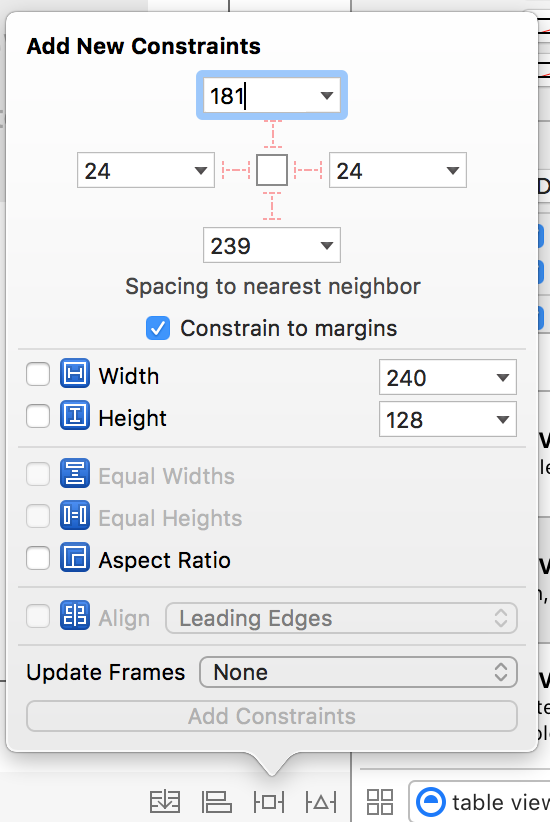 Add New Constraints
181
24
24
239
Spacing to nearest neighbor
Constrain to margins
Width
240
Height
128
Equal Widths
Equal Heights
Aspect Ratio
Align
Leading Edges
Update Frames
None
Add Constraints
table view